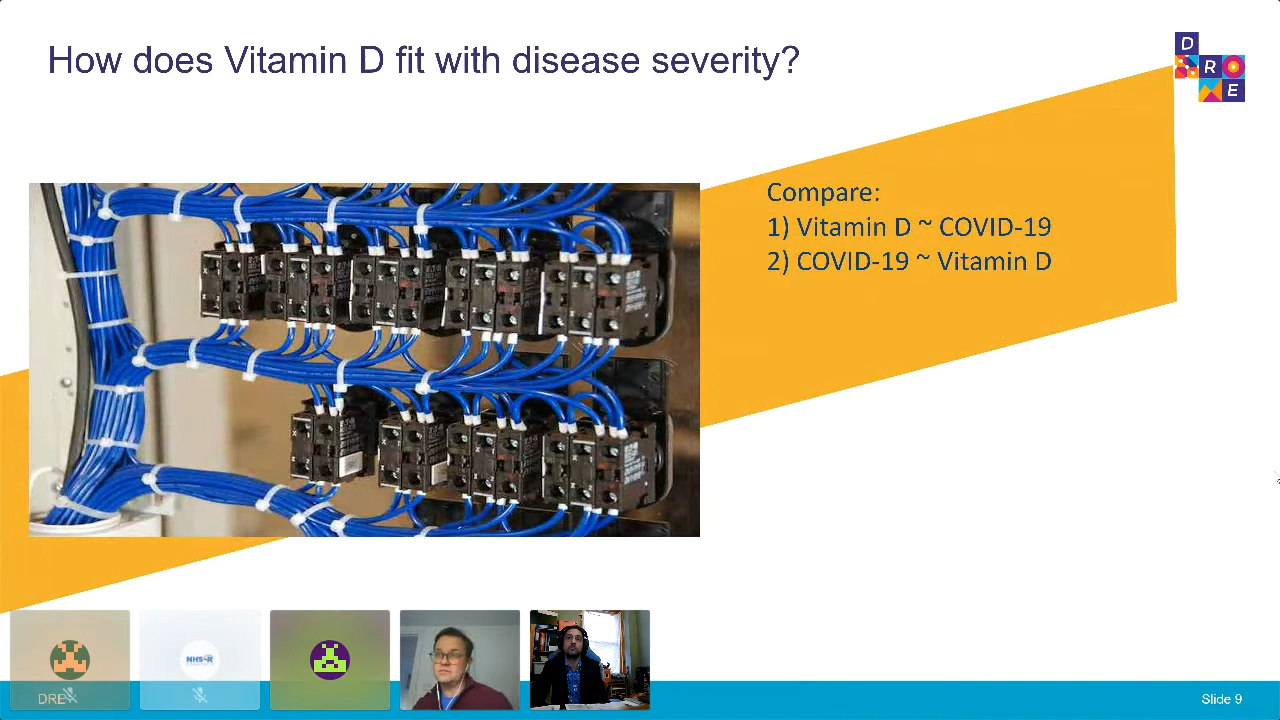 How does Vitamin D fit with disease severity?
D
R
E
Compare:
1) Vitamin D ~ COVID-19
2) COVID-19 ~ Vitamin D
NHS-R
DRE
Slide 9